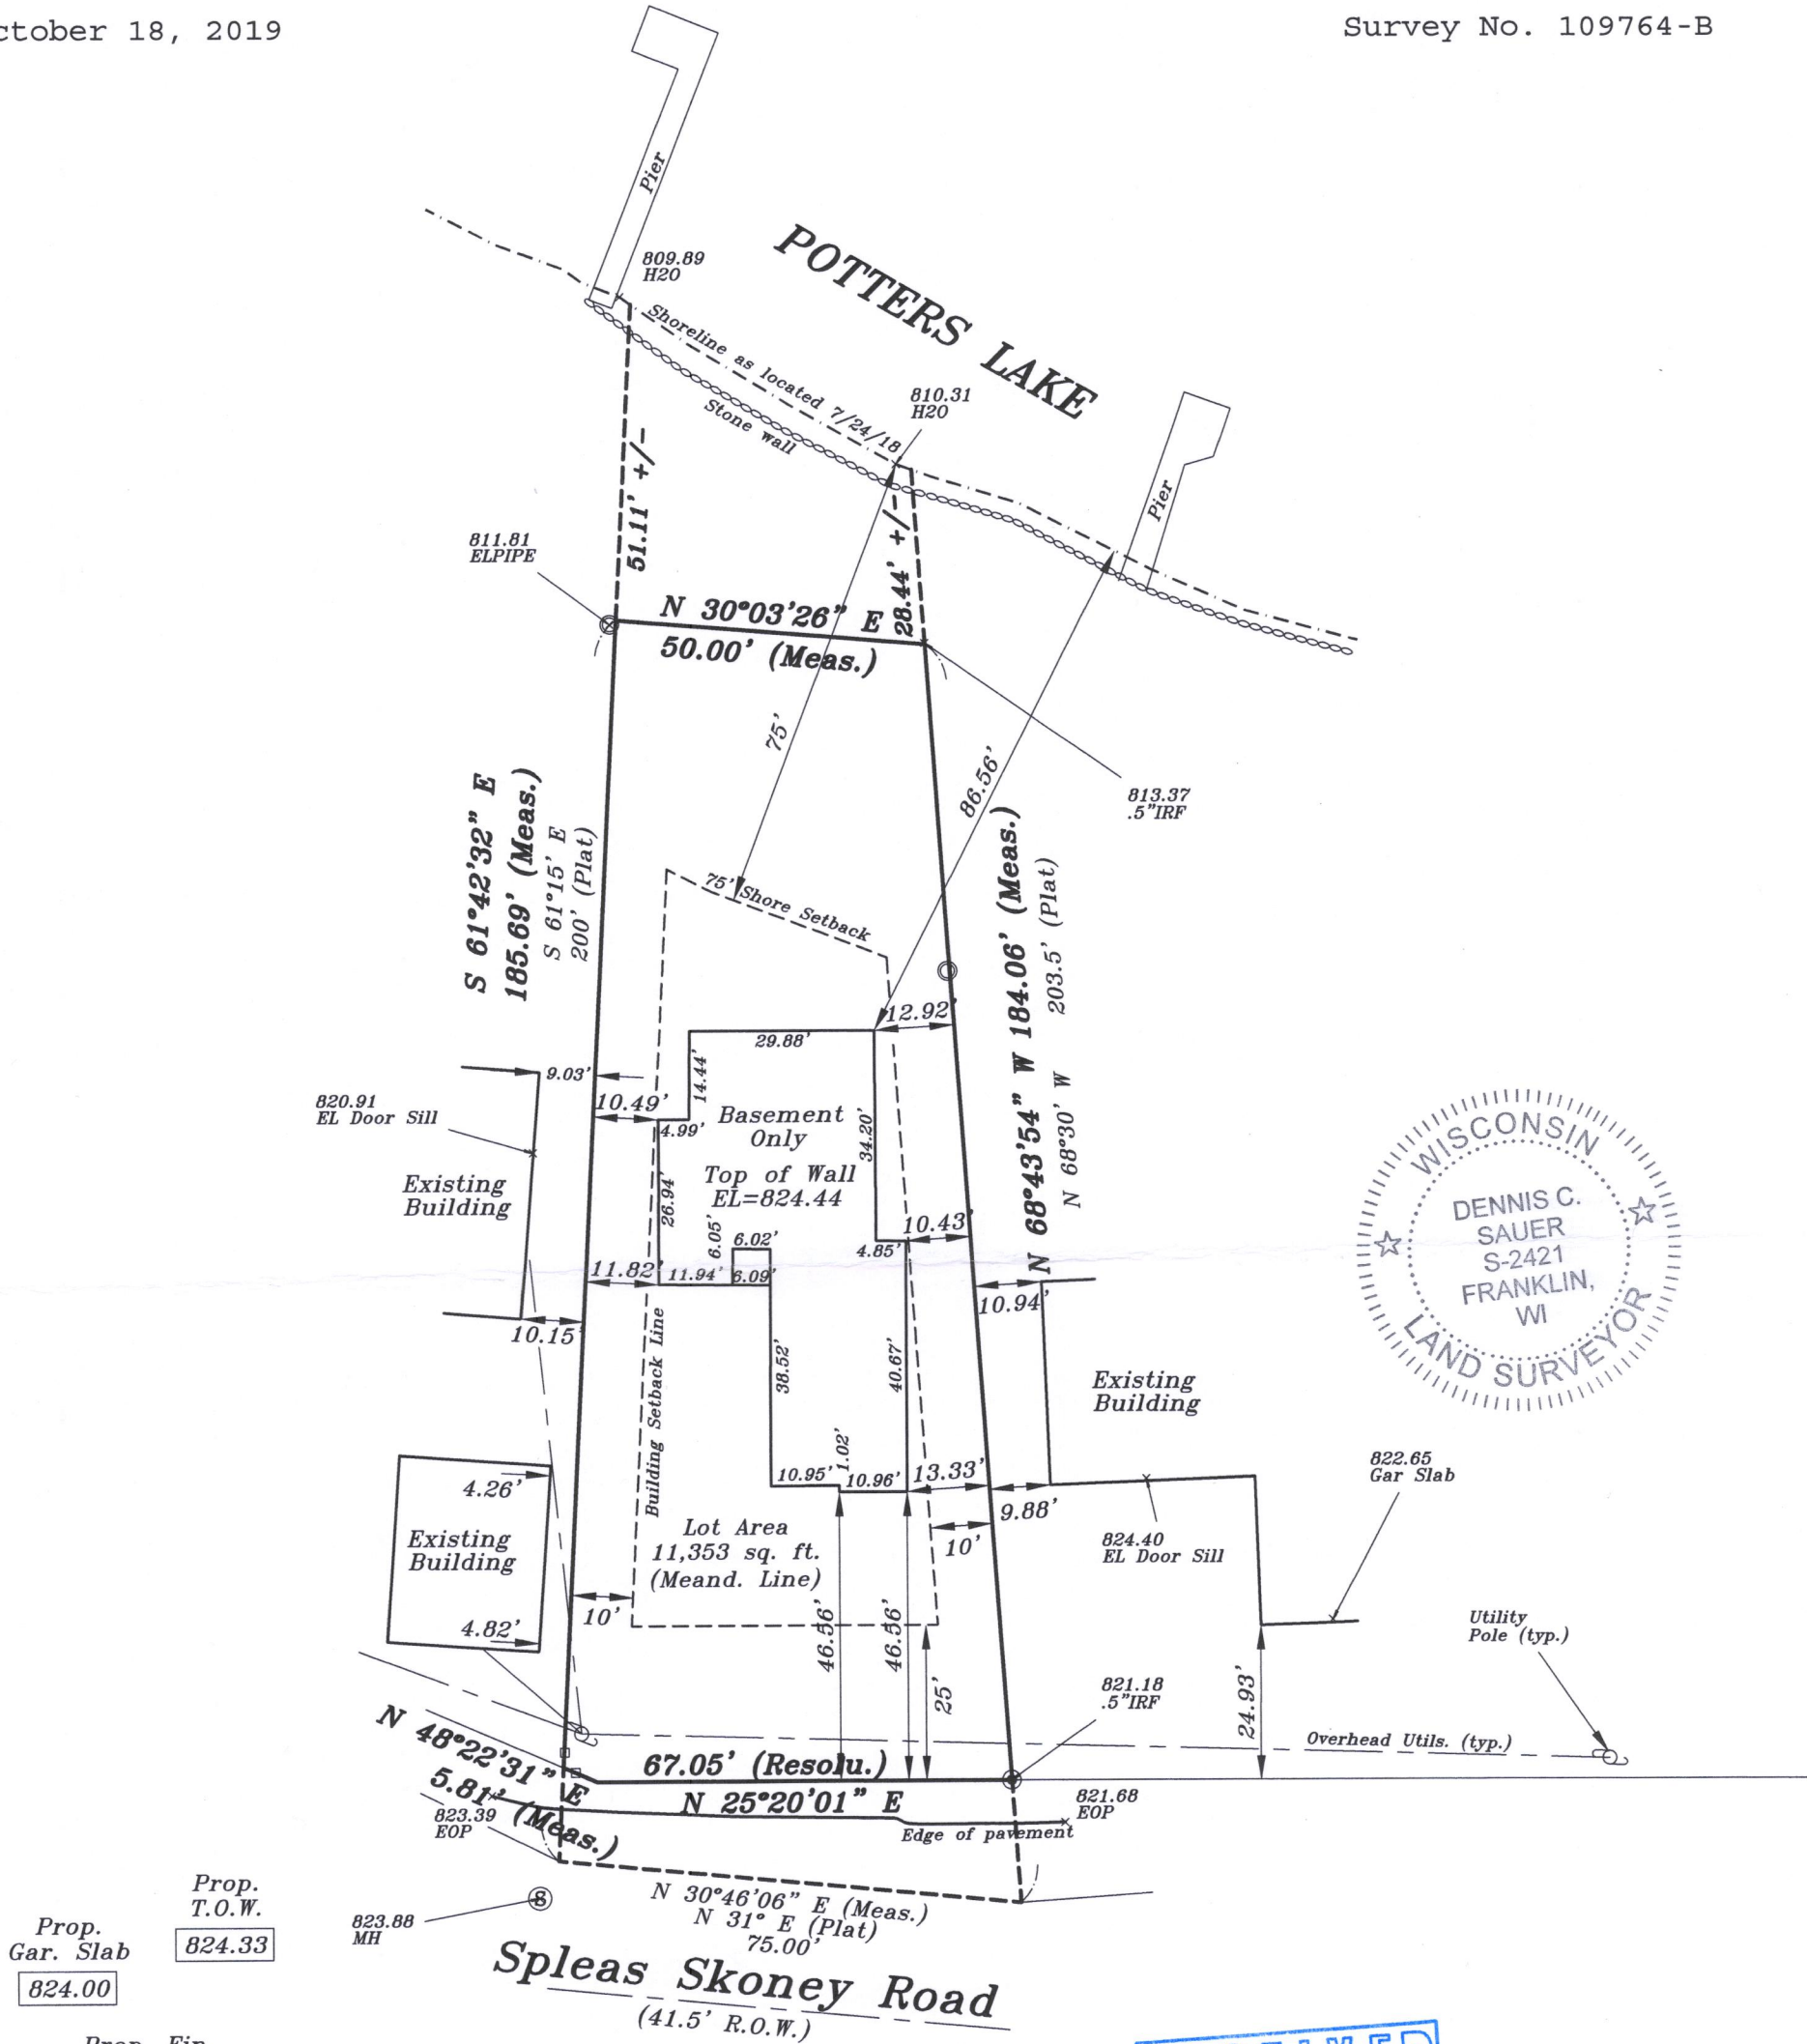 ctober 18, 2019
Survey No. 109764-B
Pier
809.89
H2O
POTTERS LAKE
Shoreline as located 7/24/18
Stone wall
810.31
H2O
Pier
51.11' +/-
28.44' +/-
811.81
ELPIPE
N 30°03'26" E
50.00' (Meas.)
75'
86.56'
813.37
.5"IRF
S 61°42'32" E
185.69' (Meas.)
S 61°15' E
200' (Plat)
75' Shore Setback
N 68°43'54" W 184.06' (Meas.)
N 68°30' W 203.5' (Plat)
12.92'
29.88'
14.44'
9.03'
10.49'
4.99'
Basement
Only
34.20'
820.91
EL Door Sill
Existing
Building
Top of Wall
EL=824.44
26.94'
6.05'
6.02'
10.43'
4.85'
11.82'
11.94'
6.09'
10.94'
10.15'
Building Setback Line
38.52'
40.67'
Existing
Building
WISCONSIN
DENNIS C.
SAUER
S-2421
FRANKLIN,
WI
LAND SURVEYOR
1.02'
10.95'
10.96'
13.33'
9.88'
822.65
Gar Slab
4.26'
Existing
Building
4.82'
Lot Area
11,353 sq. ft.
(Meand. Line)
10'
824.40
EL Door Sill
10'
46.56'
46.56'
25'
24.93'
Utility
Pole (typ.)
821.18
.5"IRF
Overhead Utils. (typ.)
N 48°22'31" E
5.81' (Meas.)
67.05' (Resolu.)
N 25°20'01" E
821.68
EOP
823.39
EOP
Edge of pavement
N 30°46'06" E (Meas.)
N 31° E (Plat)
75.00'
S
823.88
MH
Prop.
T.O.W.
824.33
Prop.
Gar. Slab
824.00
Spleas Skoney Road
(41.5' R.O.W.)